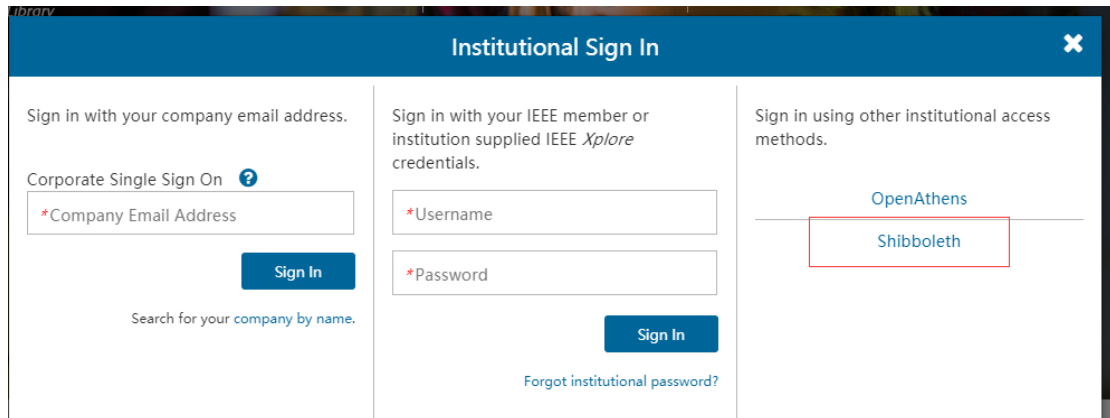 Library
Institutional Sign In
Sign in with your company email address.
Corporate Single Sign On ?
*Company Email Address
Sign In
Search for your company by name.
Sign in with your IEEE member or
institution supplied IEEE Xplore
credentials.
*Username
*Password
Sign In
Forgot institutional password?
Sign in using other institutional access
methods.
OpenAthens
Shibboleth